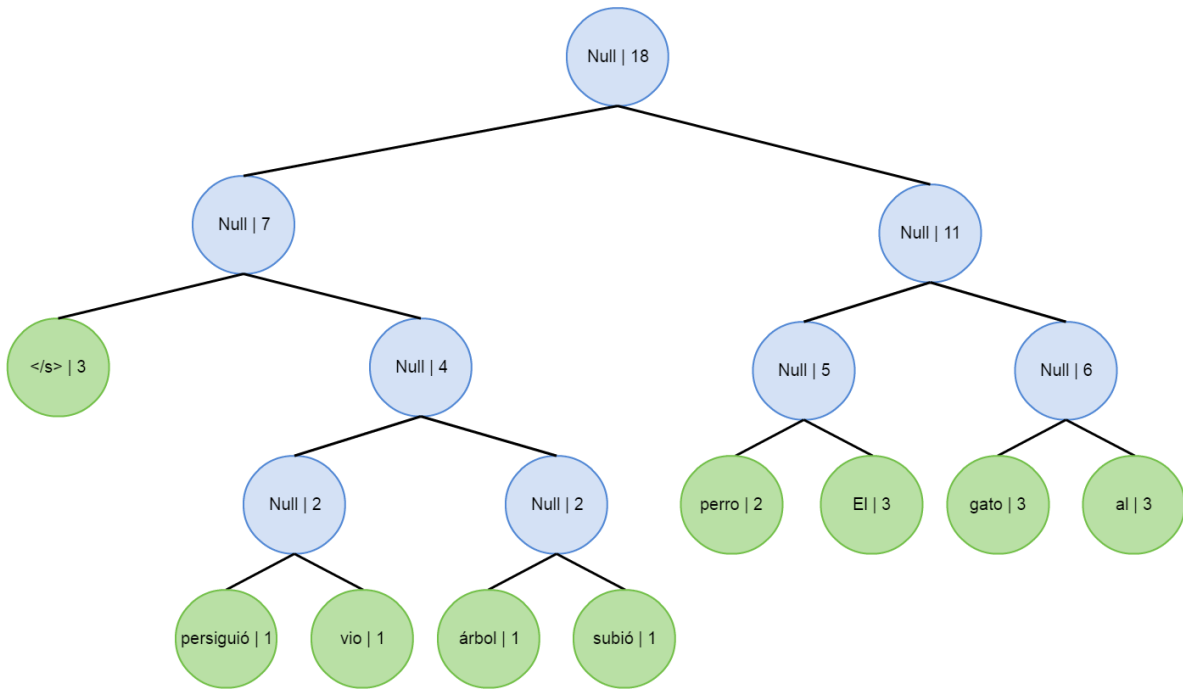 Null | 18
Null | 7
Null | 11
</s> | 3
Null | 4
Null | 5
Null | 6
Null | 2
Null | 2
perro | 2
El | 3
gato | 3
al | 3
persiguió | 1
vio | 1
árbol | 1
subió | 1